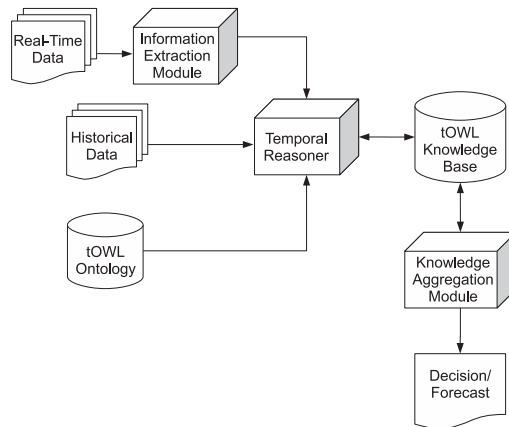 Real-Time
Data
Information
Extraction
Module
Historical
Data
Temporal
Reasoner
tOWL
Knowledge
Base
tOWL
Ontology
Knowledge
Aggregation
Module
Decision/
Forecast